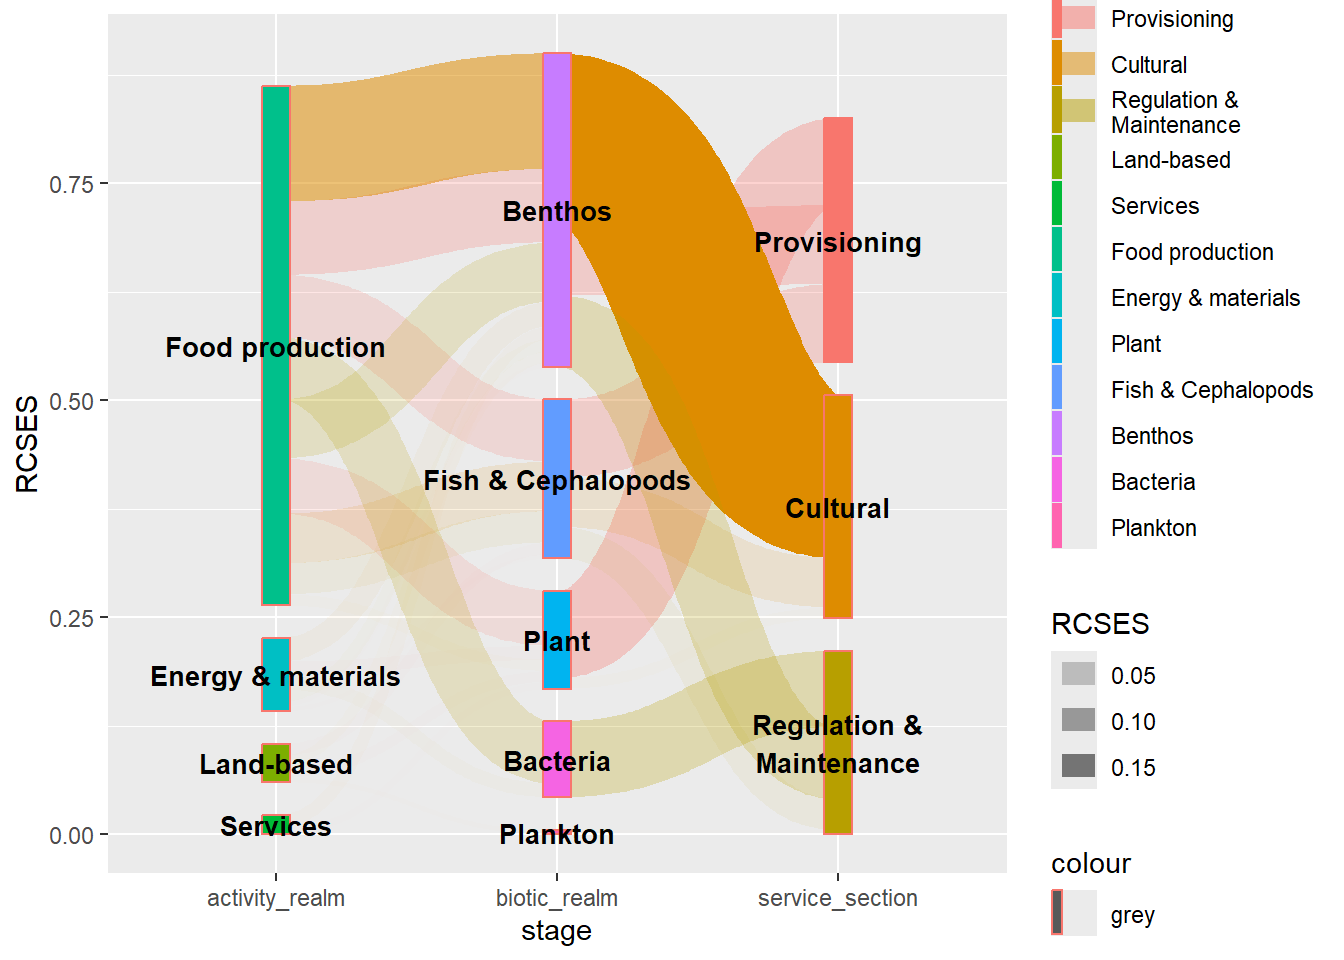 RCSES
0.75
0.50
0.25
0.00
Food production
Energy & materials
Land-based
Services
Benthos
Fish & Cephalopods
Plant
Bacteria
Plankton
Provisioning
Cultural
Regulation &
Maintenance
activity_realm
biotic_realm
service_section
stage
Provisioning
Cultural
Regulation &
Maintenance
Land-based
Services
Food production
Energy & materials
Plant
Fish & Cephalopods
Benthos
Bacteria
Plankton
RCSES
0.05
0.10
0.15
colour
grey